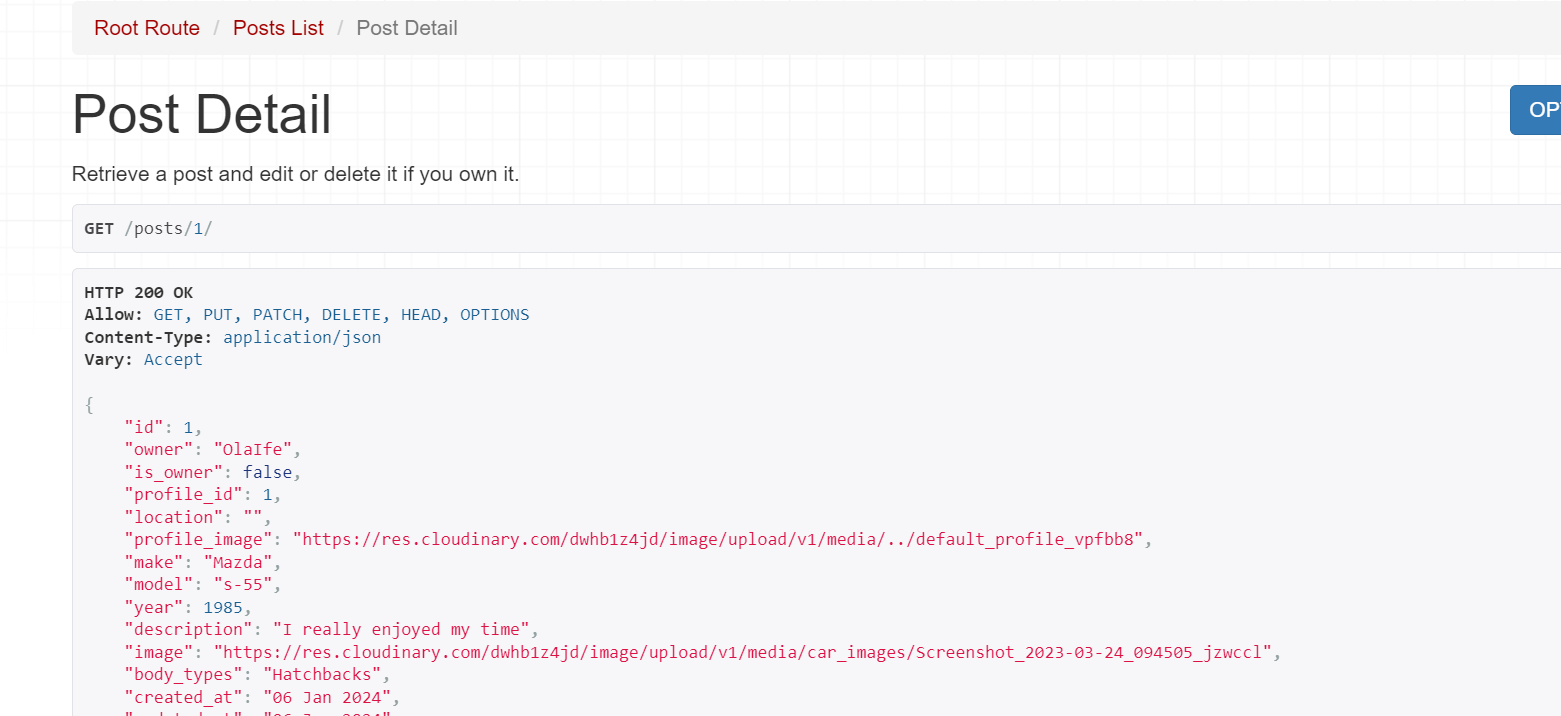 Root Route / Posts List / Post Detail
Post Detail
OP
Retrieve a post and edit or delete it if you own it.
GET /posts/1/
HTTP 200 OK
Allow: GET, PUT, PATCH, DELETE, HEAD, OPTIONS
Content-Type: application/json
Vary: Accept
{
"id": 1,
"owner": "OlaIfe",
"is_owner": false,
"profile_id": 1,
"location": "",
"profile_image": "https://res.cloudinary.com/dwhb1z4jd/image/upload/v1/media/../default_profile_vpfbb8",
"make": "Mazda",
"model": "s-55",
"year": 1985,
"description": "I really enjoyed my time",
"image": "https://res.cloudinary.com/dwhb1z4jd/image/upload/v1/media/car_images/Screenshot_2023-03-24_094505_jzwccl",
"body_types": "Hatchbacks",
"created_at": "06 Jan 2024",